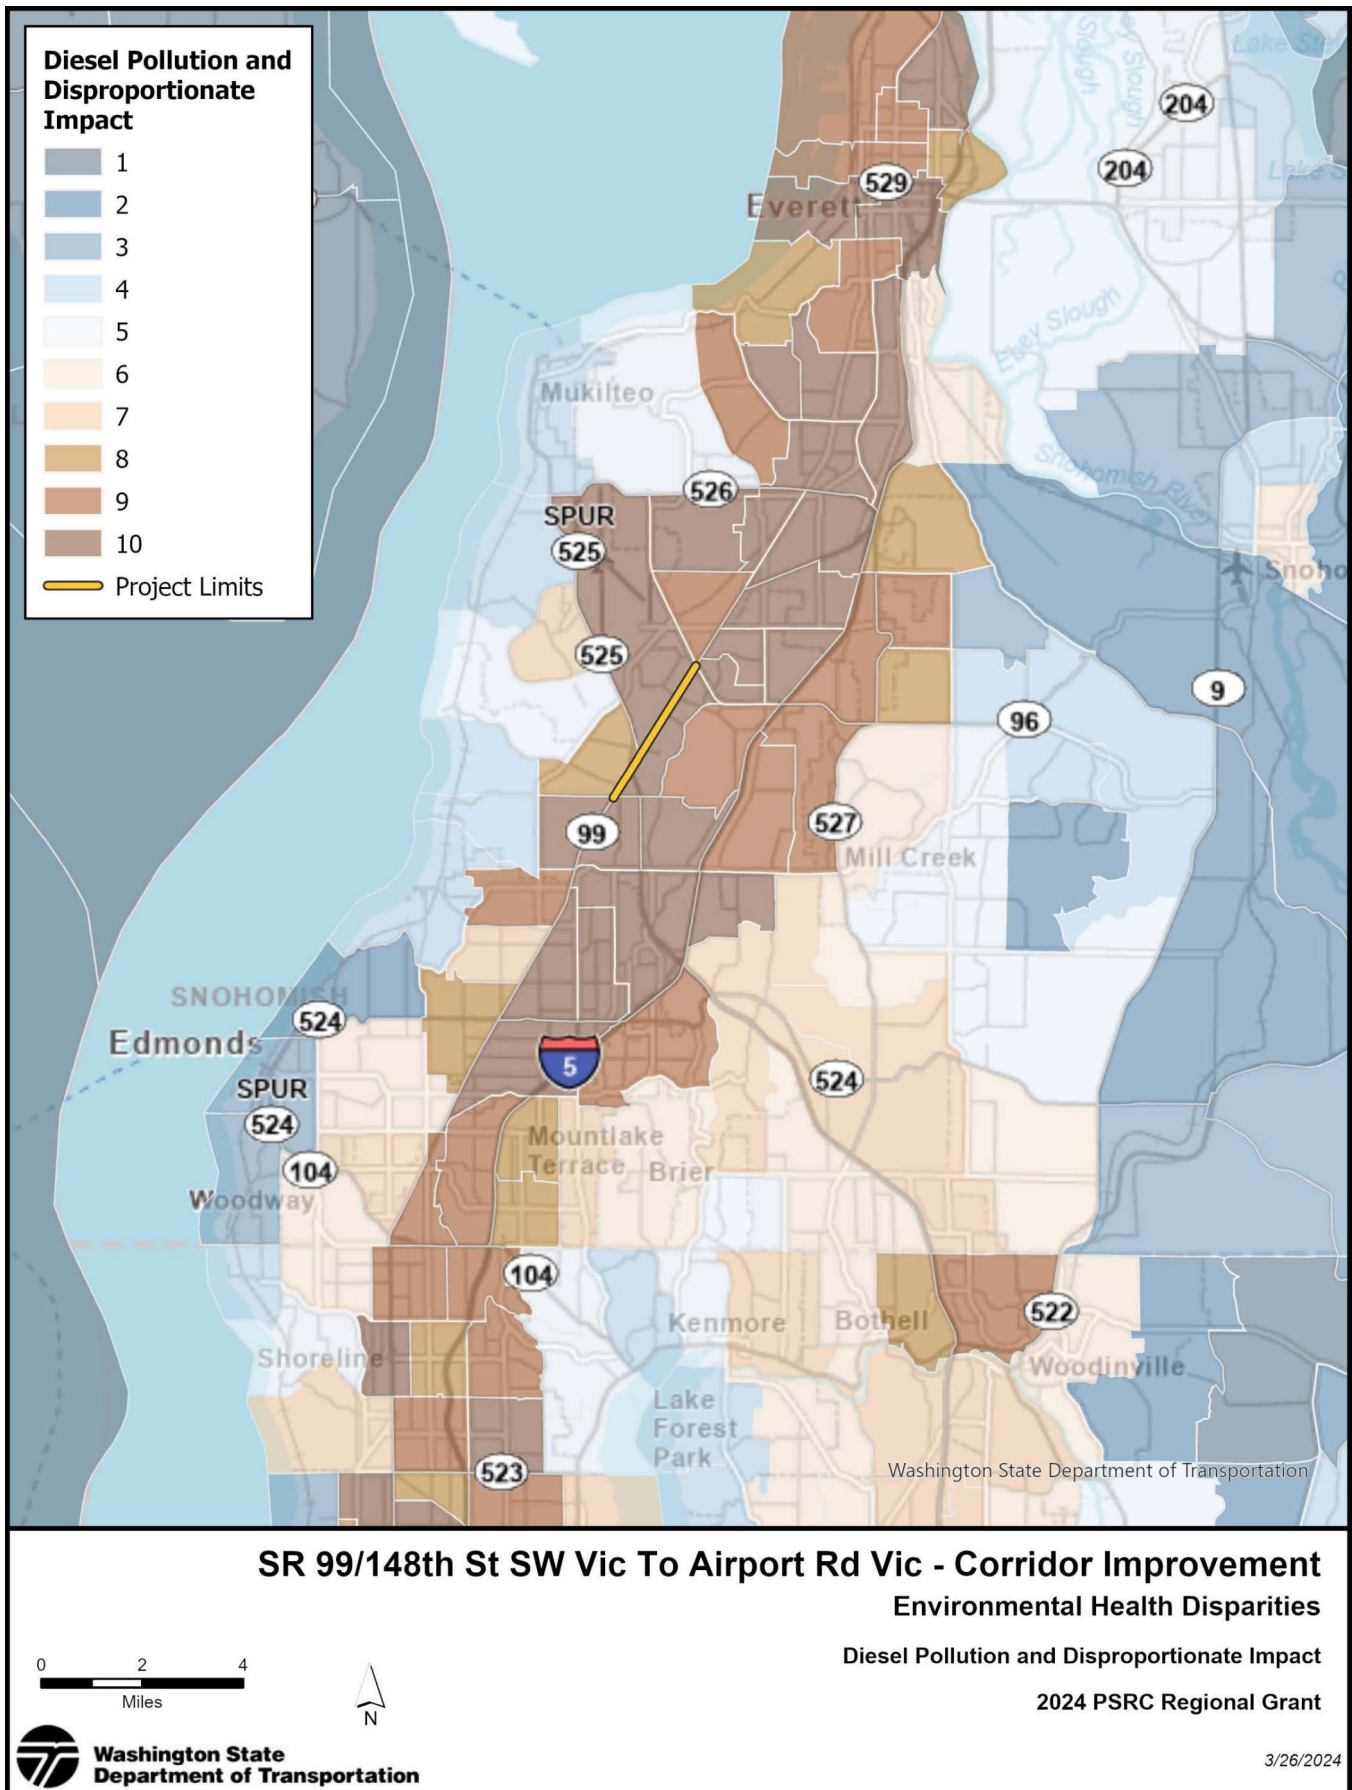 Diesel Pollution and
Disproportionate
Impact
1
2
3
4
5
6
7
8
9
10
Project Limits
204
204
529
Everett
Ebey Slough
Mukilteo
526
Snohomish River
SPUR
525
525
9
96
99
527
Mill Creek
SNOHOMISH
524
Edmonds
5
524
SPUR
524
Mountlake
Terrace
Brier
104
Woodway
104
522
Kenmore
Bothell
Shoreline
Woodinville
Lake
Forest
Park
523
Washington State Department of Transportation
SR 99/148th St SW Vic To Airport Rd Vic - Corridor Improvement
Environmental Health Disparities
Diesel Pollution and Disproportionate Impact
2024 PSRC Regional Grant
0 2 4
Miles
N
Washington State
Department of Transportation
3/26/2024